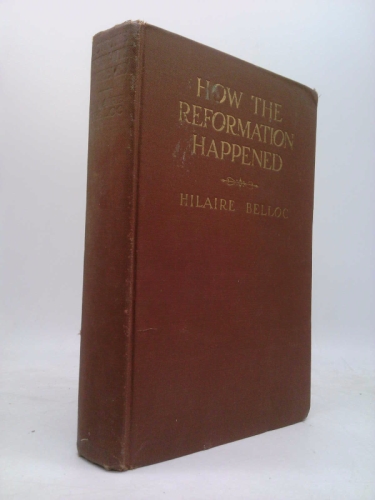 HOW THE
REFORMATION
HAPPENED
HILAIRE BELLOC